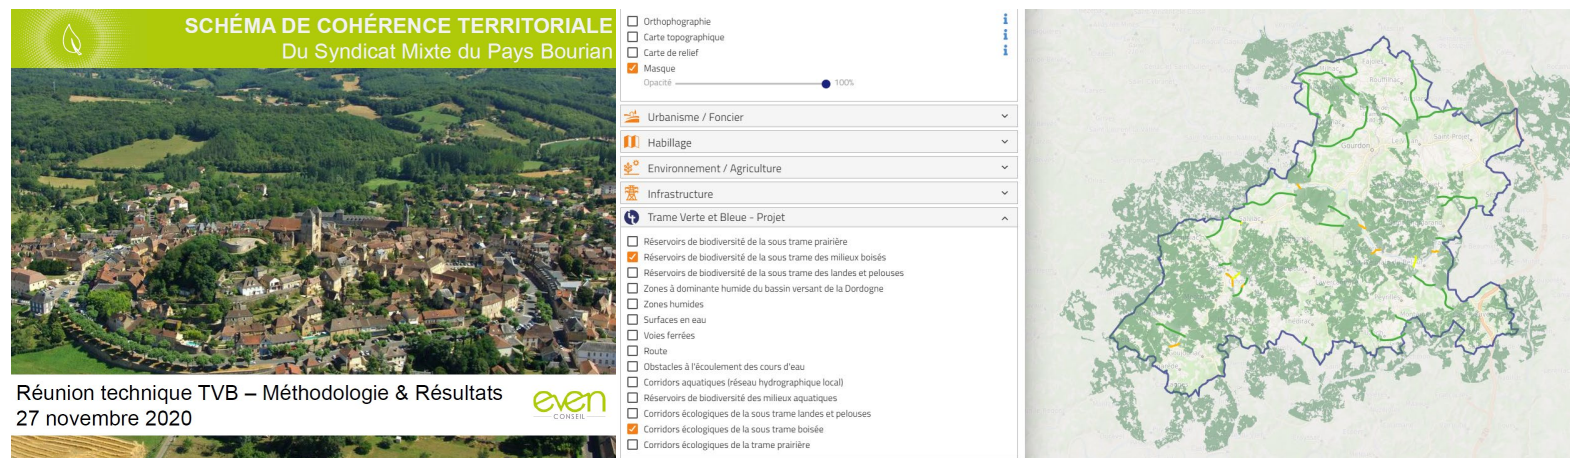 SCHÉMA DE COHÉRENCE TERRITORIALE
Du Syndicat Mixte du Pays Bourian
Réunion technique TVB – Méthodologie & Résultats
27 novembre 2020
even
CONSEIL
Orthophographie
Carte topographique
Carte de relief
Masque
Opacité 100%
Urbanisme / Foncier
Habillage
Environnement / Agriculture
Infrastructure
Trame Verte et Bleue - Projet
Réservoirs de biodiversité de la sous trame prairière
Réservoirs de biodiversité de la sous trame des milieux boisés
Réservoirs de biodiversité de la sous trame des landes et pelouses
Zones à dominante humide du bassin versant de la Dordogne
Zones humides
Surfaces en eau
Voies ferrées
Route
Obstacles à l'écoulement des cours d'eau
Corridors aquatiques (réseau hydrographique local)
Réservoirs de biodiversité des milieux aquatiques
Corridors écologiques de la sous trame landes et pelouses
Corridors écologiques de la sous trame boisée
Corridors écologiques de la trame prairière
Gourdon
Saint-Projet